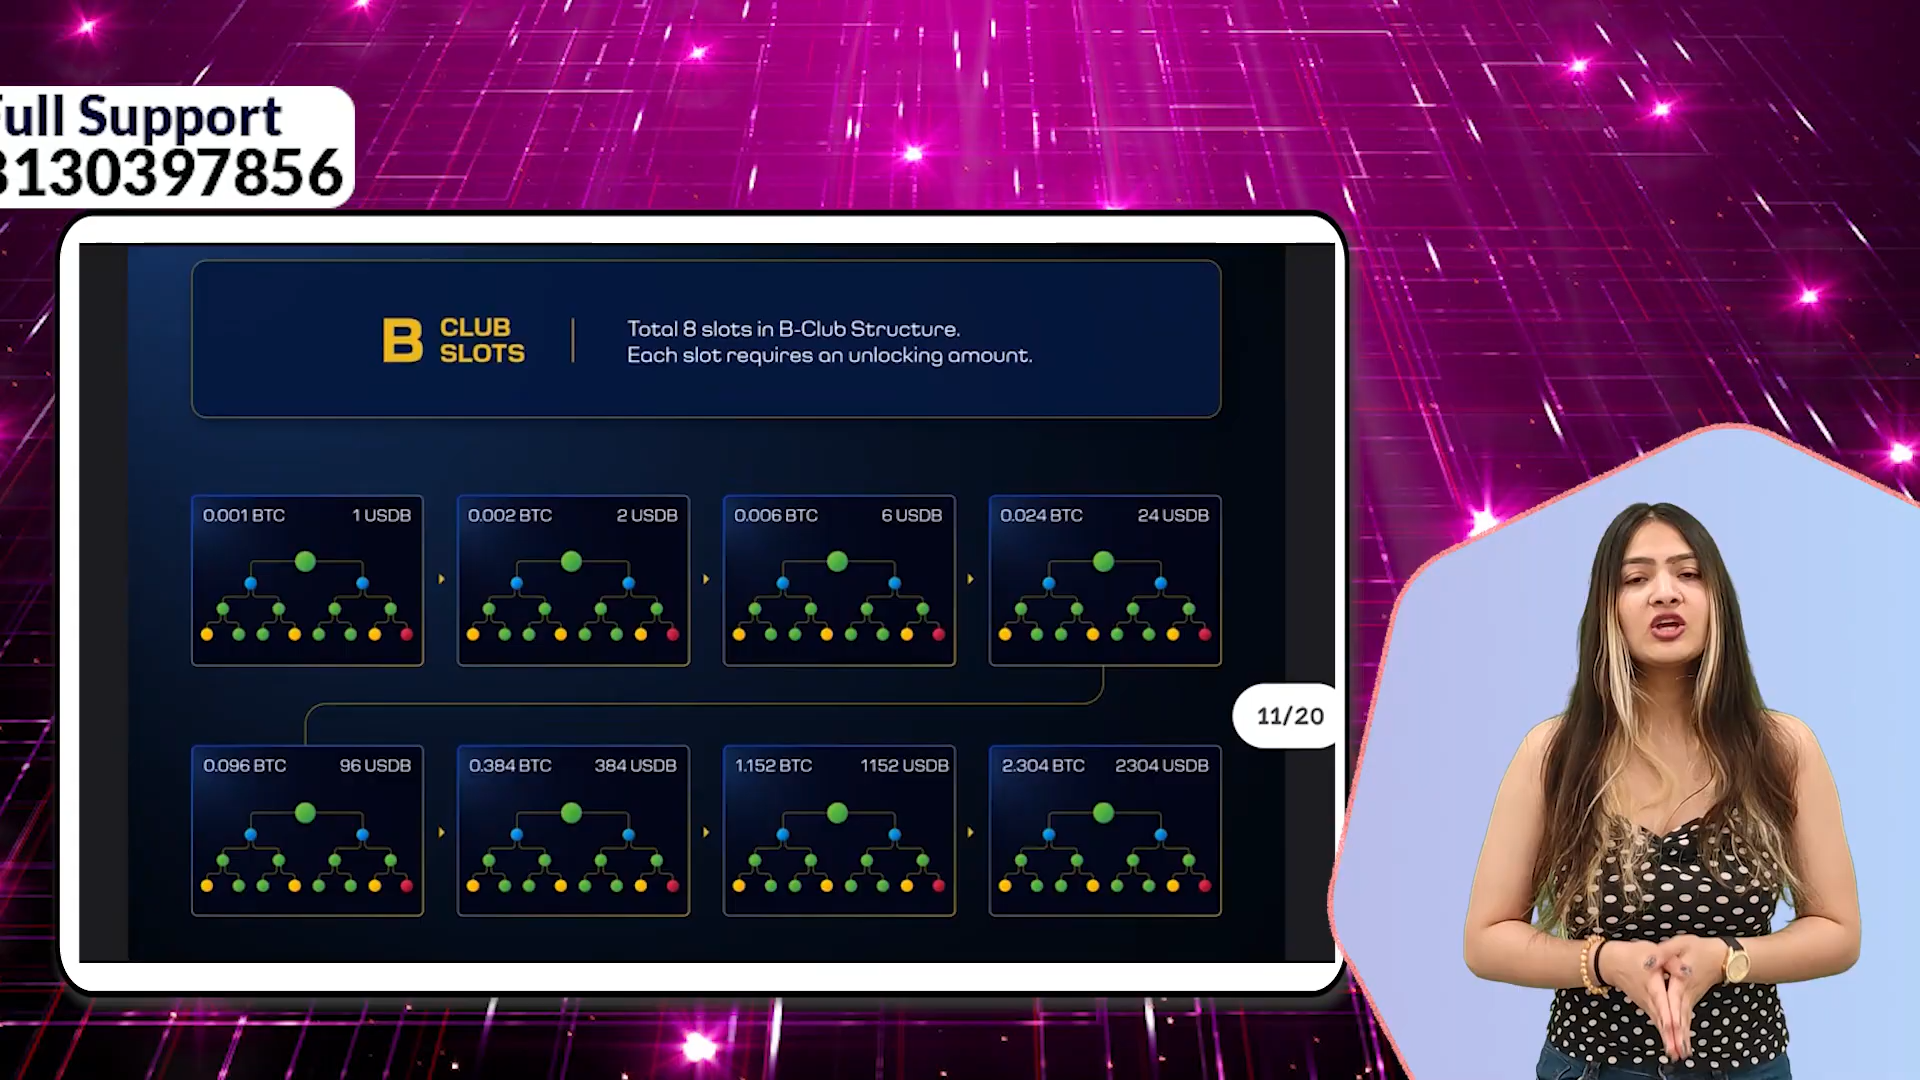 Full Support
8130397856
B CLUB SLOTS
Total 8 slots in B-Club Structure.
Each slot requires an unlocking amount.
0.001 BTC 1 USDB
0.002 BTC 2 USDB
0.006 BTC 6 USDB
0.024 BTC 24 USDB
11/20
0.096 BTC 96 USDB
0.384 BTC 384 USDB
1.152 BTC 1152 USDB
2.304 BTC 2304 USDB